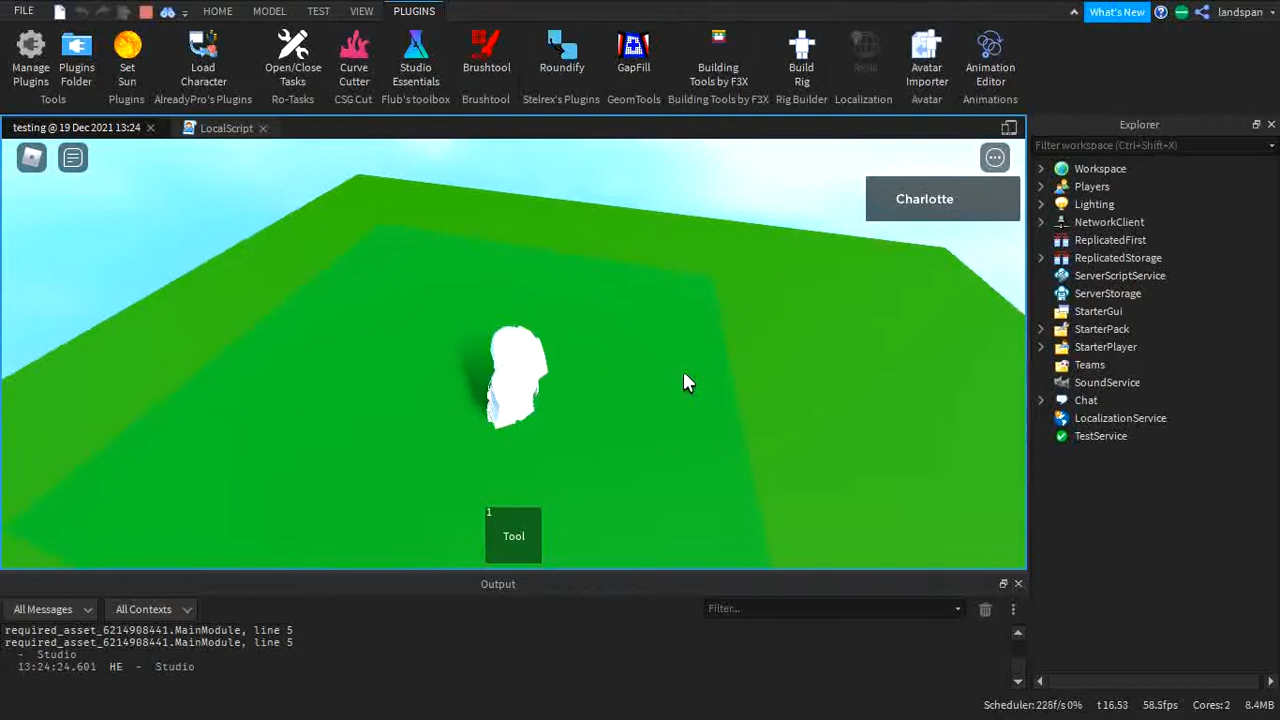 FILE HOME MODEL TEST VIEW PLUGINS What's New landspan
Manage Plugins
Plugins Folder
Set Sun
Load Character
Open/Close Tasks
Curve Cutter
Studio Essentials
Brushtool
Roundify
GapFill
Building Tools by F3X
Build Rig
Avatar Importer
Animation Editor
Tools Plugins AlreadyPro's Plugins Ro-Tasks CSG Cut Flub's toolbox Brushtool Stelrex's Plugins GeomTools Building Tools by F3X Rig Builder Localization Avatar Animations
testing @ 19 Dec 2021 13:24 LocalScript
Charlotte
1
Tool
Explorer
Filter workspace (Ctrl+Shift+X)
Workspace
Players
Lighting
NetworkClient
ReplicatedFirst
ReplicatedStorage
ServerScriptService
ServerStorage
StarterGui
StarterPack
StarterPlayer
Teams
SoundService
Chat
LocalizationService
TestService
Output
All Messages All Contexts Filter...
required_asset_6214908441.MainModule, line 5
required_asset_6214908441.MainModule, line 5
- Studio
13:24:24.601 HE - Studio
Scheduler: 228f/s 0% t 16.53 58.5fps Cores: 2 8.4MB